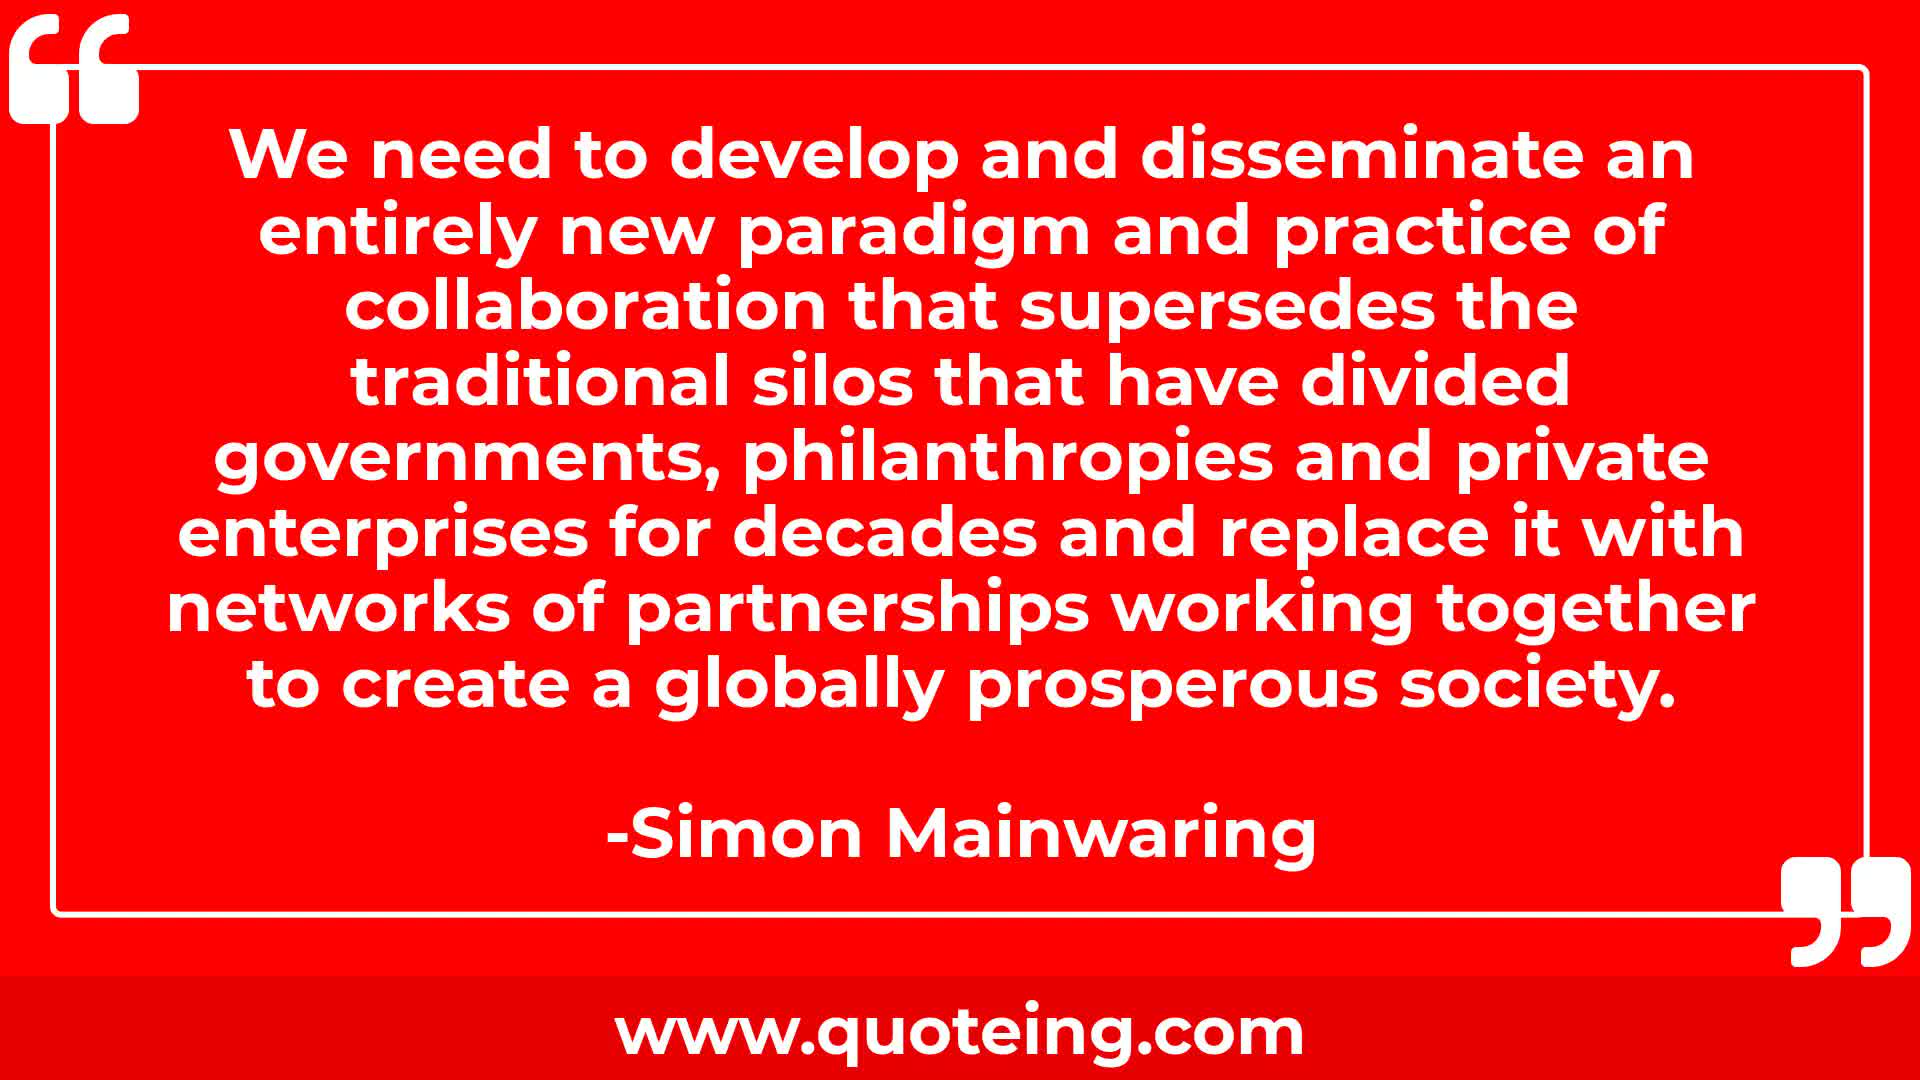 We need to develop and disseminate an
entirely new paradigm and practice of
collaboration that supersedes the
traditional silos that have divided
governments, philanthropies and private
enterprises for decades and replace it with
networks of partnerships working together
to create a globally prosperous society.
-Simon Mainwaring
www.quoteing.com